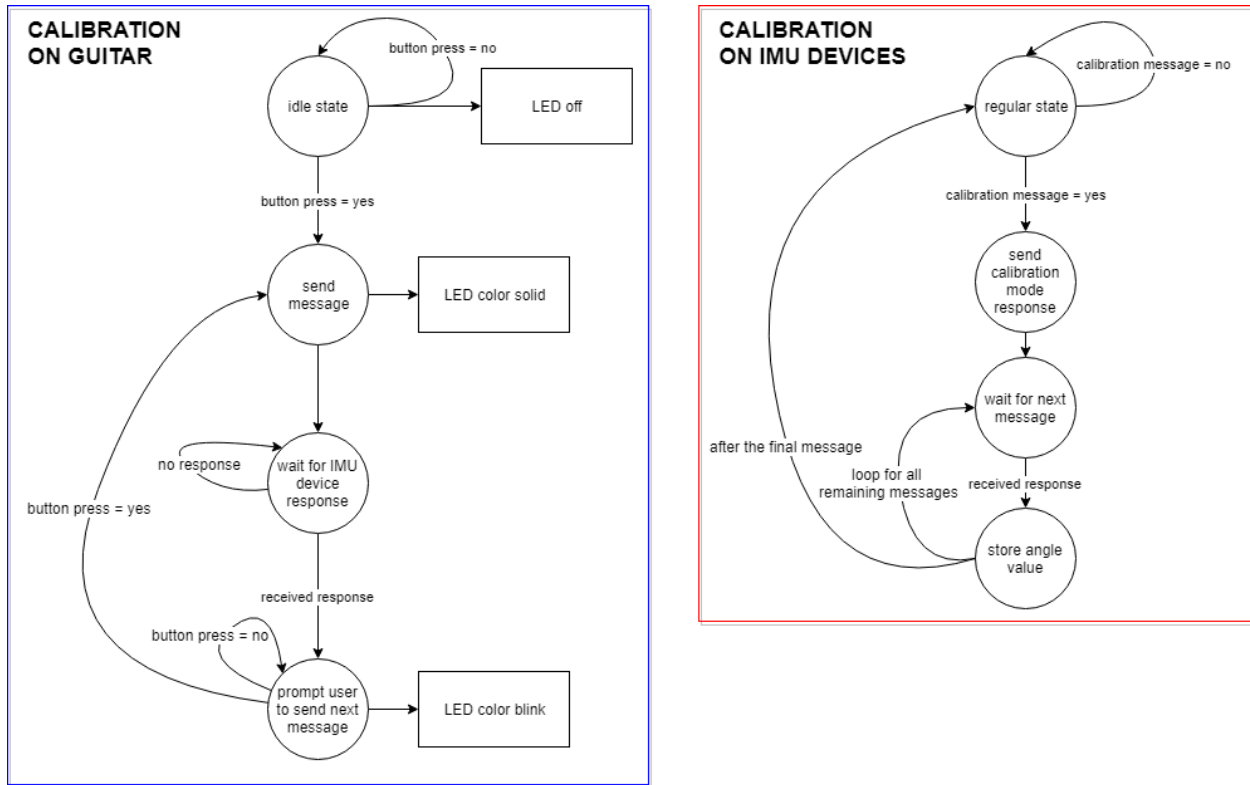 CALIBRATION
ON GUITAR
button press = no
idle state
LED off
button press = yes
send
message
LED color solid
no response
wait for IMU
device
response
button press = yes
received response
button press = no
prompt user
to send next
message
LED color blink
CALIBRATION
ON IMU DEVICES
calibration message = no
regular state
calibration message = yes
send
calibration
mode
response
wait for next
message
after the final message
loop for all
remaining messages
received response
store angle
value